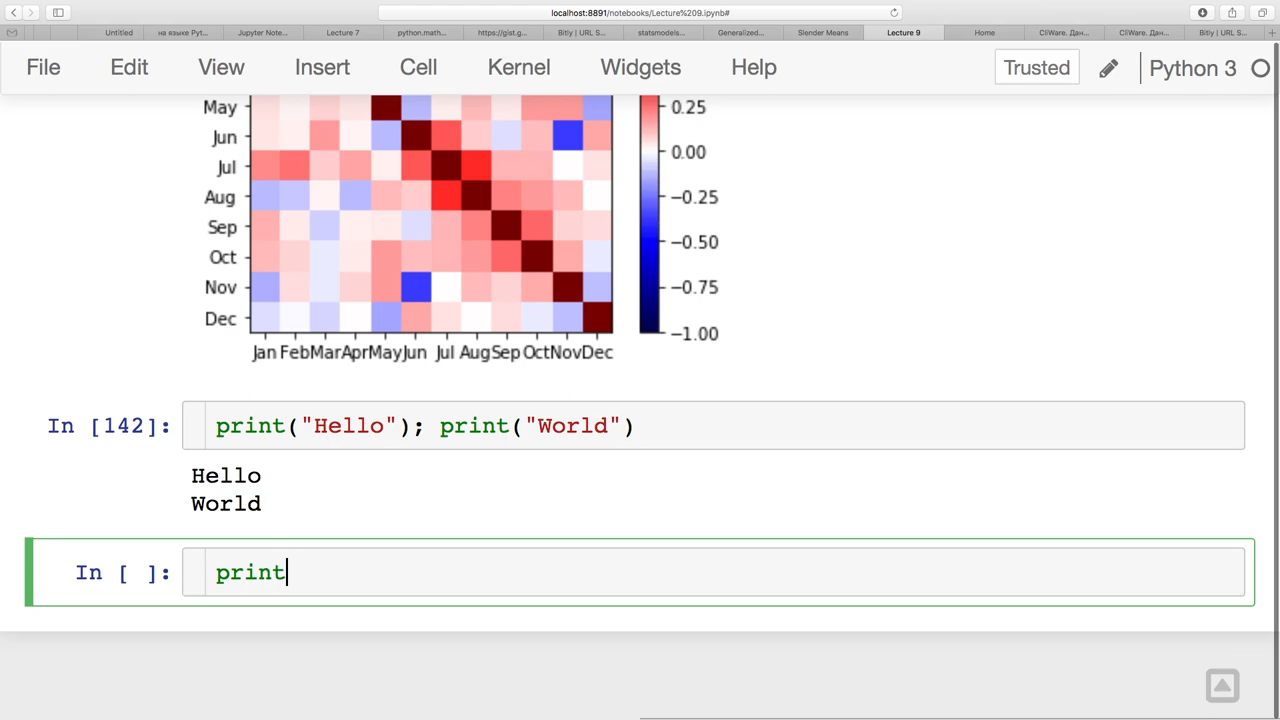 localhost:8891/notebooks/Lecture%209.ipynb#
Untitled
на языке Pyt...
Jupyter Note...
Lecture 7
python.math...
https://gist.g...
Bitly | URL S...
statsmodels...
Generalized...
Slender Means
Lecture 9
Home
CliWare. Дан...
CliWare. Дан...
Bitly | URL S...
File Edit View Insert Cell Kernel Widgets Help Trusted Python 3
May
Jun
Jul
Aug
Sep
Oct
Nov
Dec
Jan Feb Mar Apr May Jun Jul Aug Sep Oct Nov Dec
0.25
0.00
−0.25
−0.50
−0.75
−1.00
In [142]: print("Hello"); print("World")
Hello
World
In [ ]: print